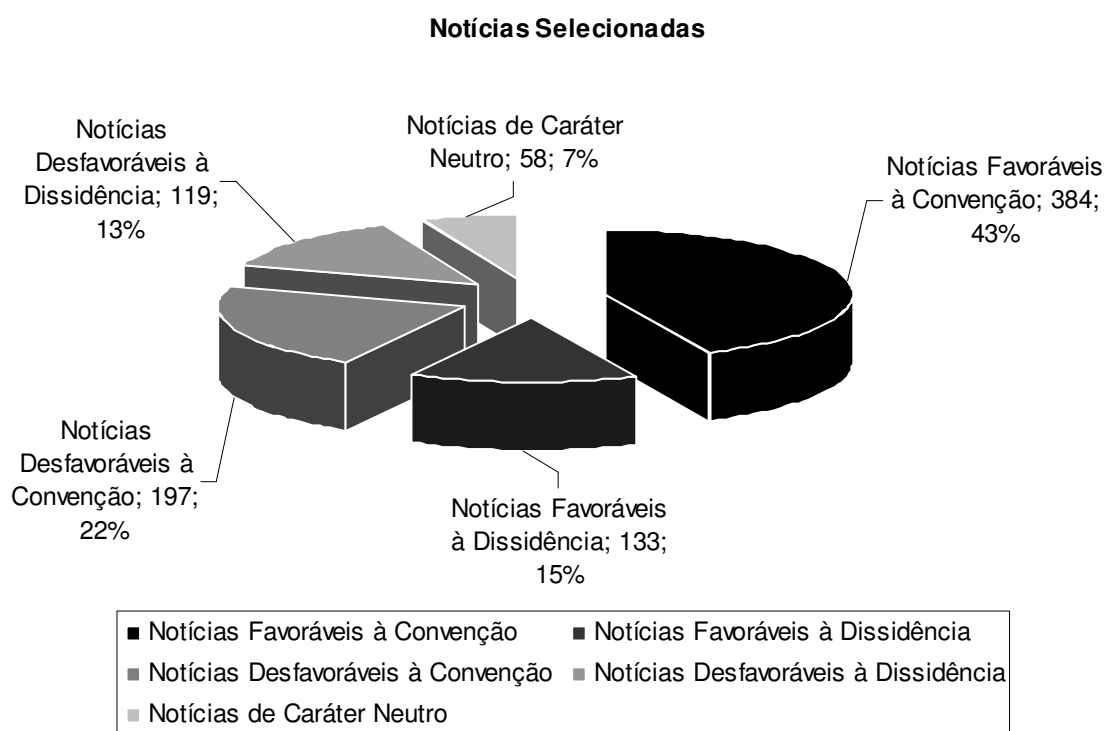 Notícias Selecionadas
Notícias
Desfavoráveis à
Dissidência; 119;
13%
Notícias de Caráter
Neutro; 58; 7%
Notícias Favoráveis
à Convenção; 384;
43%
Notícias
Desfavoráveis à
Convenção; 197;
22%
Notícias Favoráveis
à Dissidência; 133;
15%
Notícias Favoráveis à Convenção
Notícias Favoráveis à Dissidência
Notícias Desfavoráveis à Convenção
Notícias Desfavoráveis à Dissidência
Notícias de Caráter Neutro